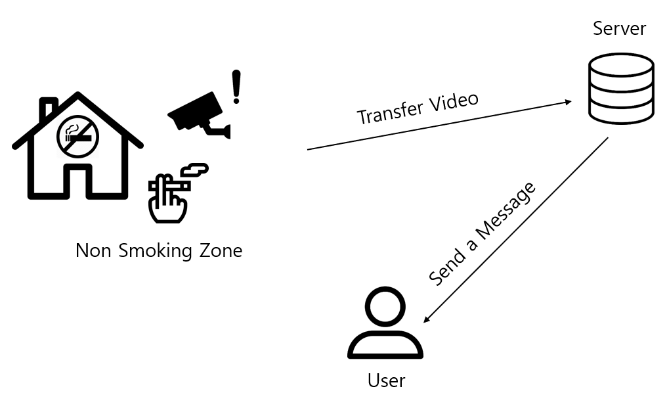 Server
Transfer Video
Non Smoking Zone
Send a Message
User